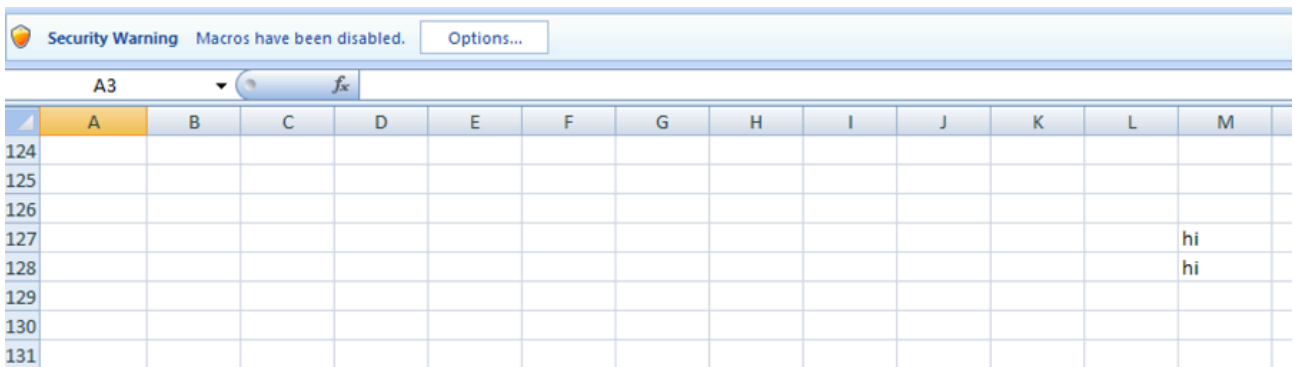 Security Warning Macros have been disabled. Options...
A3 fx
A B C D E F G H I J K L M
124
125
126
127 hi
128 hi
129
130
131